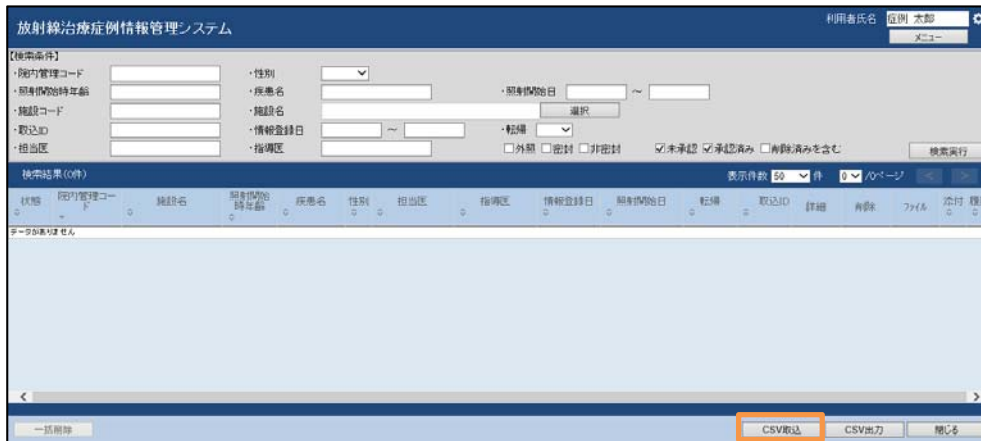 放射線治療症例情報管理システム
利用者氏名 症例 太郎
メニュー
【検索条件】
・院内管理コード ・性別
・照射開始時年齢 ・疾患名 ・照射開始日 ～
・施設コード ・施設名 選択
・取込ID ・情報登録日 ～ ・転帰
・担当医 ・指導医 外照 密封 非密封 未承認 承認済み 削除済みを含む 検索実行
検索結果(0件) 表示件数 50 件 0 /0ページ < >
状態 院内管理コード 施設名 照射開始時年齢 疾患名 性別 担当医 指導医 情報登録日 照射開始日 転帰 取込ID 詳細 削除 ファイル 添付
データがありません
一括削除 CSV取込 CSV出力 閉じる